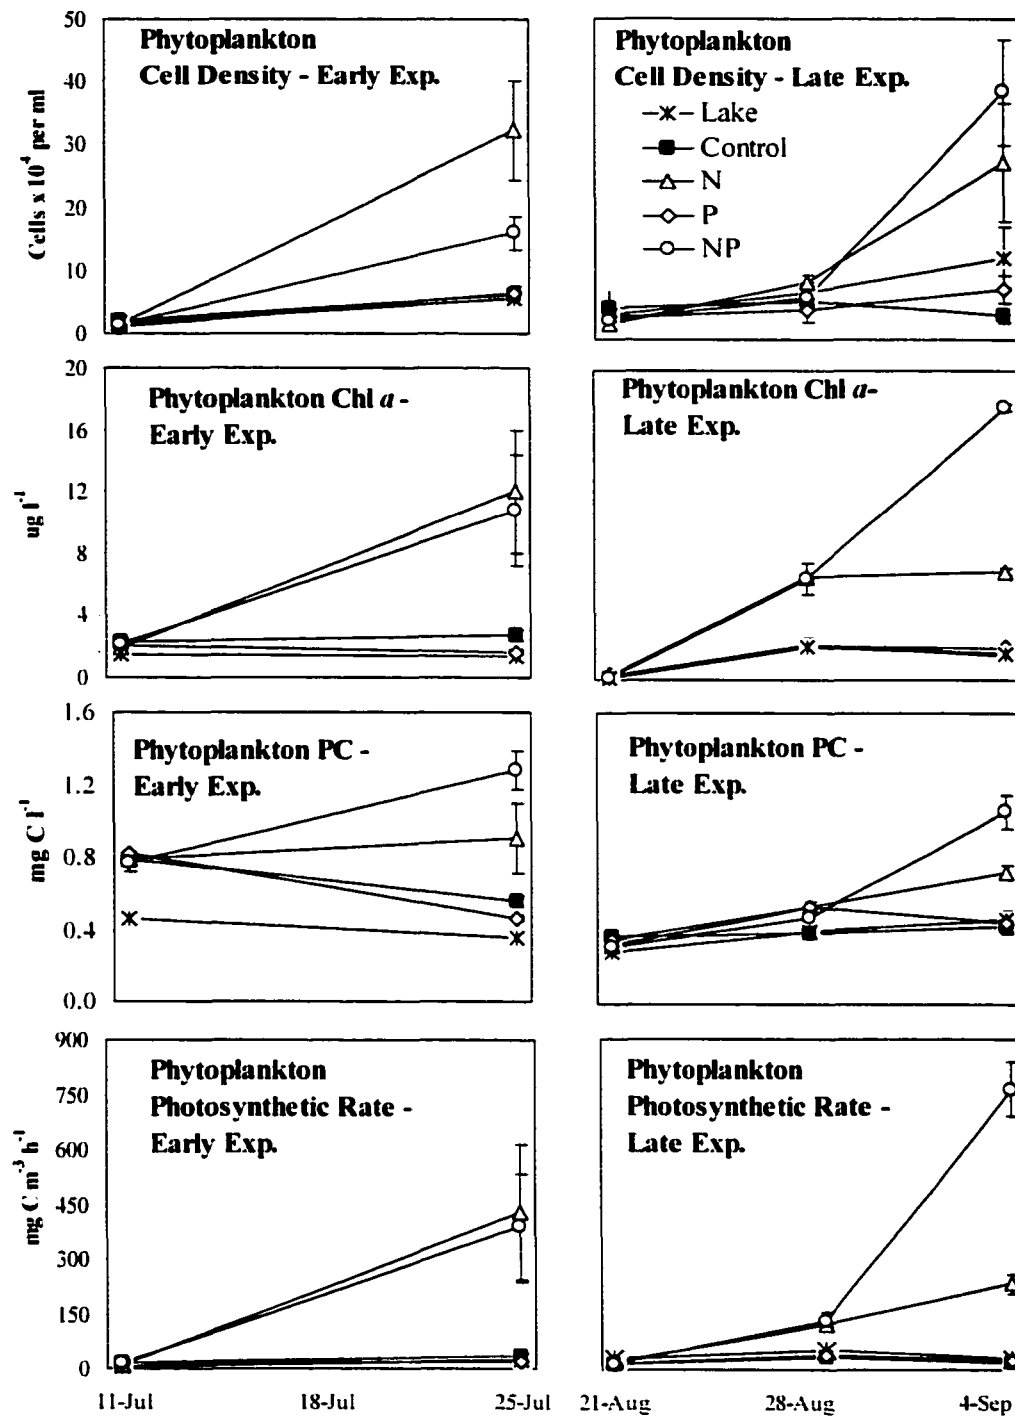 50
40
30
20
10
0
Cells x 10⁴ per ml
Phytoplankton
Cell Density - Early Exp.
Phytoplankton
Cell Density - Late Exp.
Lake
Control
N
P
NP
20
16
12
8
4
0
ug l⁻¹
Phytoplankton Chl a -
Early Exp.
Phytoplankton Chl a-
Late Exp.
1.6
1.2
0.8
0.4
0.0
mg C l⁻¹
Phytoplankton PC -
Early Exp.
Phytoplankton PC -
Late Exp.
900
750
600
450
300
150
0
mg C m⁻³ h⁻¹
Phytoplankton
Photosynthetic Rate -
Early Exp.
Phytoplankton
Photosynthetic Rate -
Late Exp.
11-Jul 18-Jul 25-Jul 21-Aug 28-Aug 4-Sep